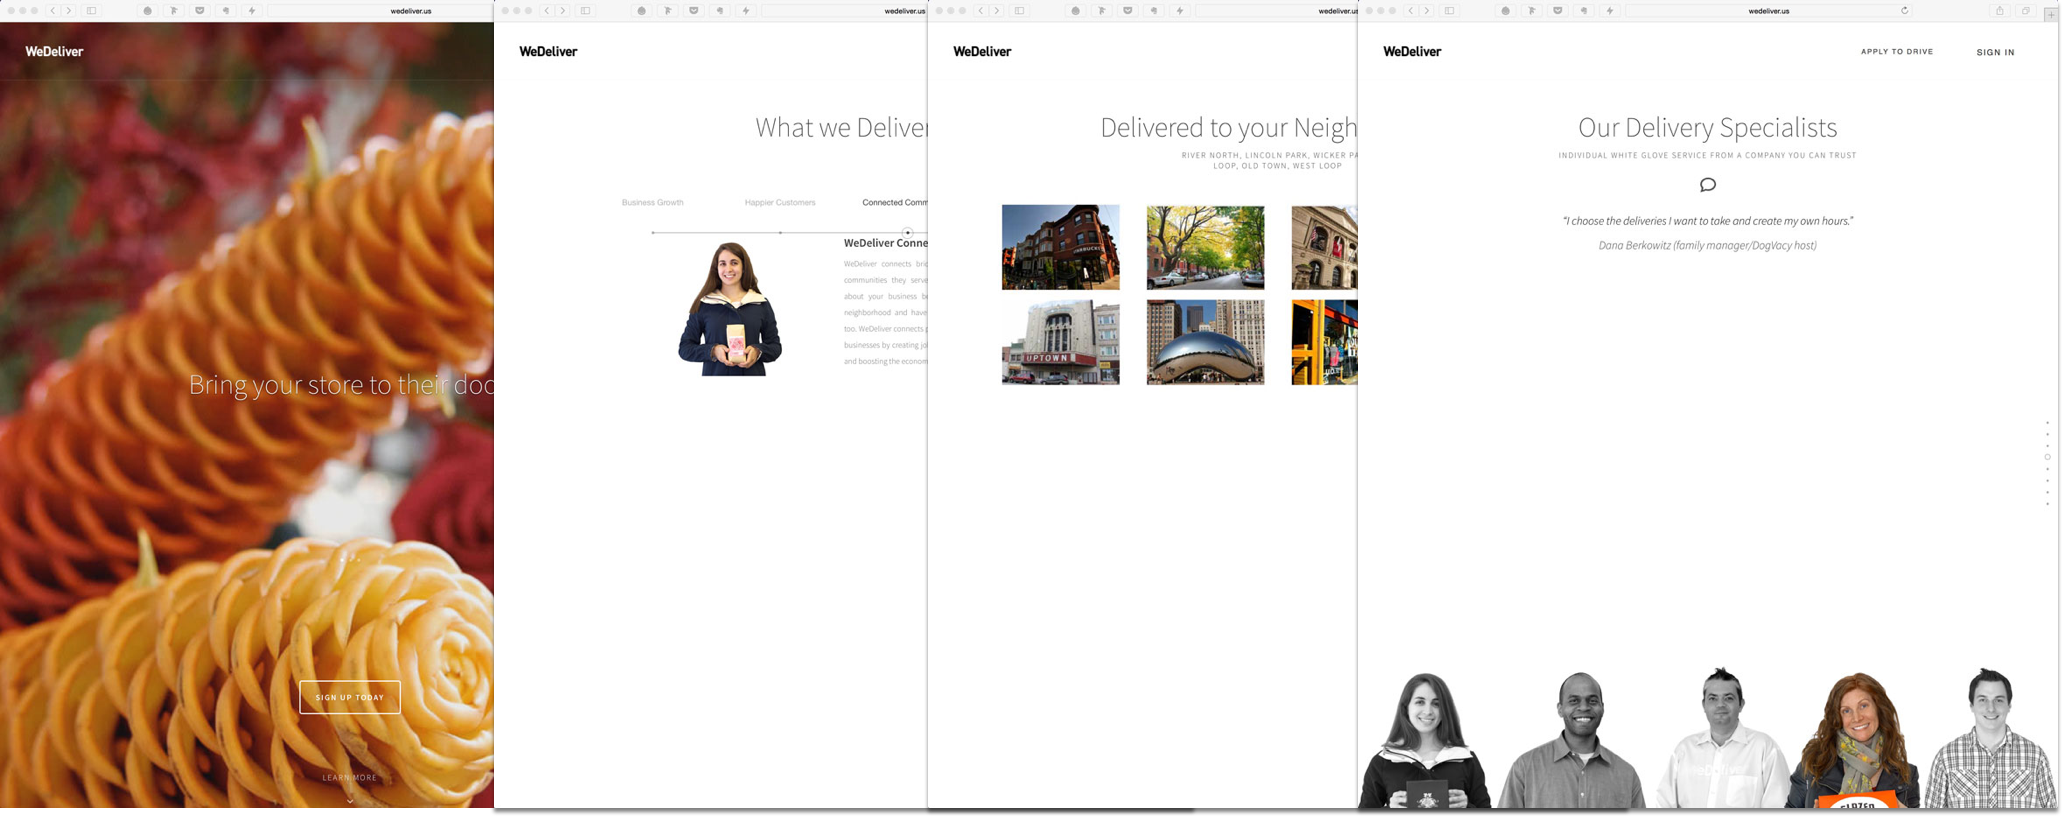 wedeliver.us
WeDeliver
Bring your store to their doo
SIGN UP TODAY
LEARN MORE
wedeliver.us
WeDeliver
What we Deliver
Business Growth
Happier Customers
Connected Comm
WeDeliver Conne
WeDeliver connects bric
communities they serve
about your business be
neighborhood and have
too. WeDeliver connects p
businesses by creating jo
and boosting the econom
wedeliver.us
WeDeliver
Delivered to your Neigh
RIVER NORTH, LINCOLN PARK, WICKER PA
LOOP, OLD TOWN, WEST LOOP
UPTOWN
wedeliver.us
WeDeliver
APPLY TO DRIVE
SIGN IN
Our Delivery Specialists
INDIVIDUAL WHITE GLOVE SERVICE FROM A COMPANY YOU CAN TRUST
“I choose the deliveries I want to take and create my own hours.”
Dana Berkowitz (family manager/DogVacy host)